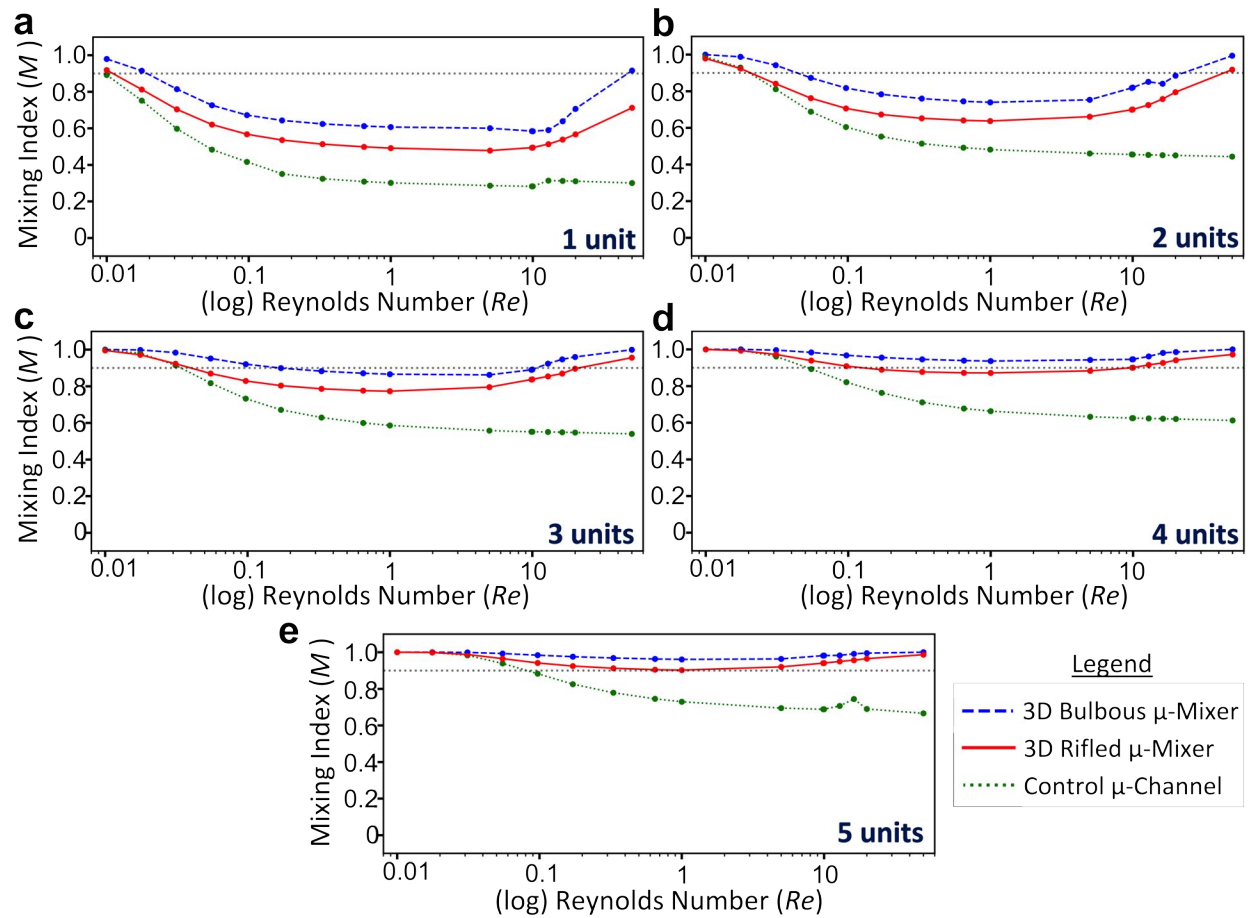 a
Mixing Index (M )
1.0
0.8
0.6
0.4
0.2
0
1 unit
0.01
0.1
1
10
(log) Reynolds Number (Re)
b
1.0
0.8
0.6
0.4
0.2
0
2 units
0.01
0.1
1
10
(log) Reynolds Number (Re)
c
Mixing Index (M )
1.0
0.8
0.6
0.4
0.2
0
3 units
0.01
0.1
1
10
(log) Reynolds Number (Re)
d
1.0
0.8
0.6
0.4
0.2
0
4 units
0.01
0.1
1
10
(log) Reynolds Number (Re)
e
Mixing Index (M )
1.0
0.8
0.6
0.4
0.2
0
5 units
0.01
0.1
1
10
(log) Reynolds Number (Re)
Legend
3D Bulbous μ-Mixer
3D Rifled μ-Mixer
Control μ-Channel